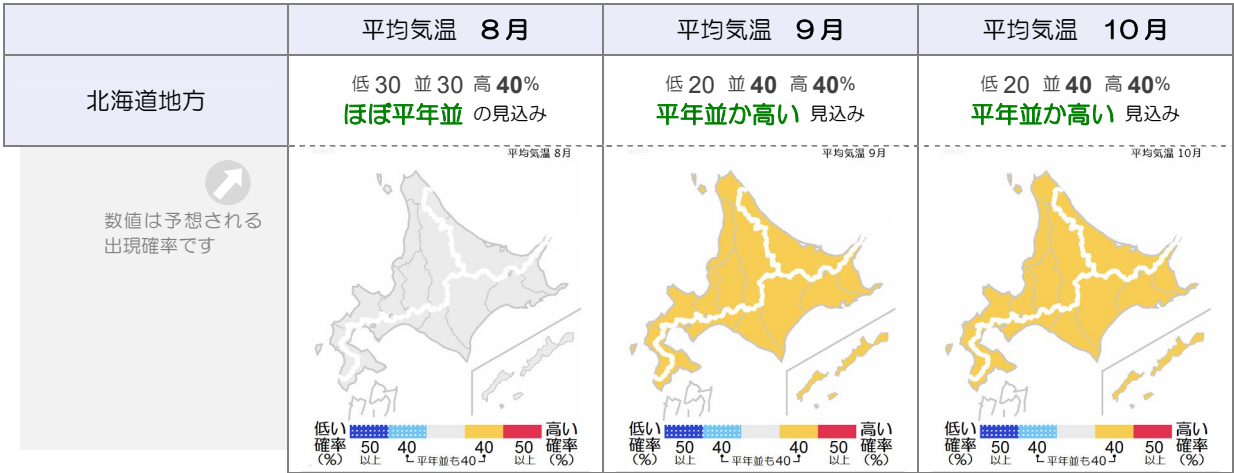 平均気温 8月
平均気温 9月
平均気温 10月
北海道地方
低30 並30 高40%
ほぼ平年並 の見込み
低20 並40 高40%
平年並か高い 見込み
低20 並40 高40%
平年並か高い 見込み
数値は予想される
出現確率です
平均気温 8月
低い 確率 (%)
50 以上
40
平年並も40
40
50 以上
高い 確率 (%)
平均気温 9月
低い 確率 (%)
50 以上
40
平年並も40
40
50 以上
高い 確率 (%)
平均気温 10月
低い 確率 (%)
50 以上
40
平年並も40
40
50 以上
高い 確率 (%)